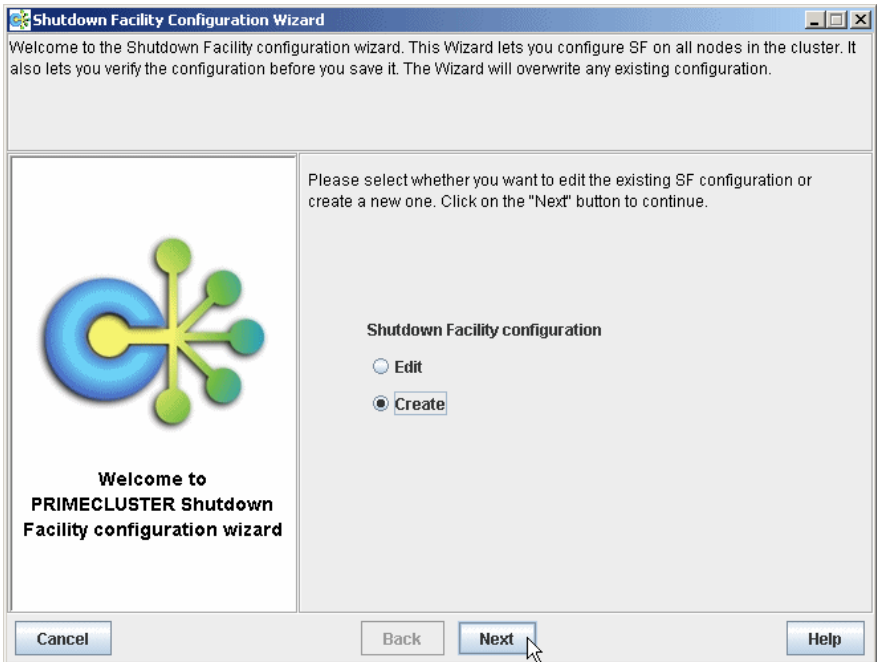 Shutdown Facility Configuration Wizard
Welcome to the Shutdown Facility configuration wizard. This Wizard lets you configure SF on all nodes in the cluster. It
also lets you verify the configuration before you save it. The Wizard will overwrite any existing configuration.
Please select whether you want to edit the existing SF configuration or
create a new one. Click on the "Next" button to continue.
Shutdown Facility configuration
Edit
Create
Welcome to
PRIMECLUSTER Shutdown
Facility configuration wizard
Cancel
Back
Next
Help